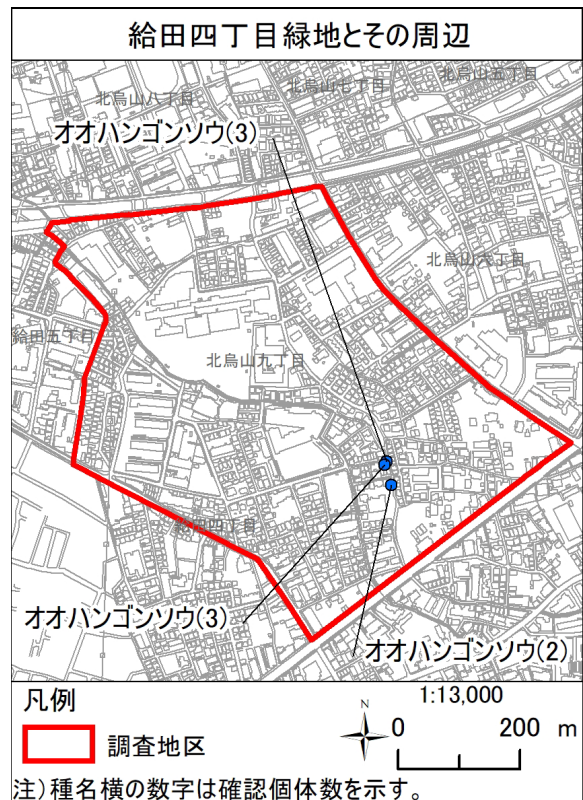 給田四丁目緑地とその周辺
北烏山八丁目
北烏山七丁目
北烏山五丁目
オオハンゴンソウ(3)
北烏山六丁目
給田五丁目
北烏山九丁目
給田四丁目
オオハンゴンソウ(3)
オオハンゴンソウ(2)
凡例
調査地区
1:13,000
N
0 200 m
注）種名横の数字は確認個体数を示す。